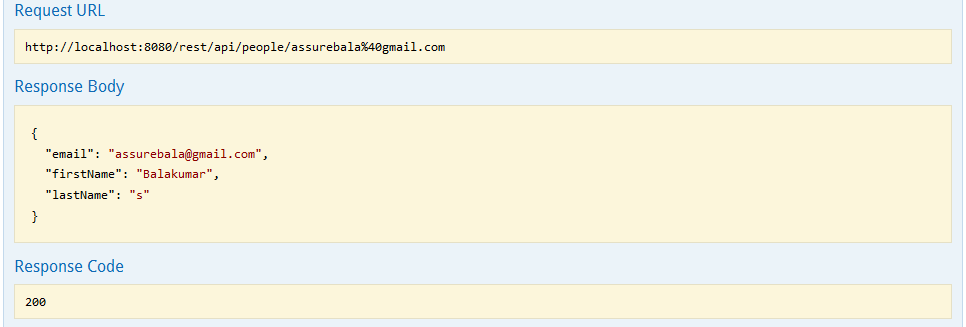 Request URL
http://localhost:8080/rest/api/people/assurebala%40gmail.com
Response Body
{
  "email": "assurebala@gmail.com",
  "firstName": "Balakumar",
  "lastName": "s"
}
Response Code
200